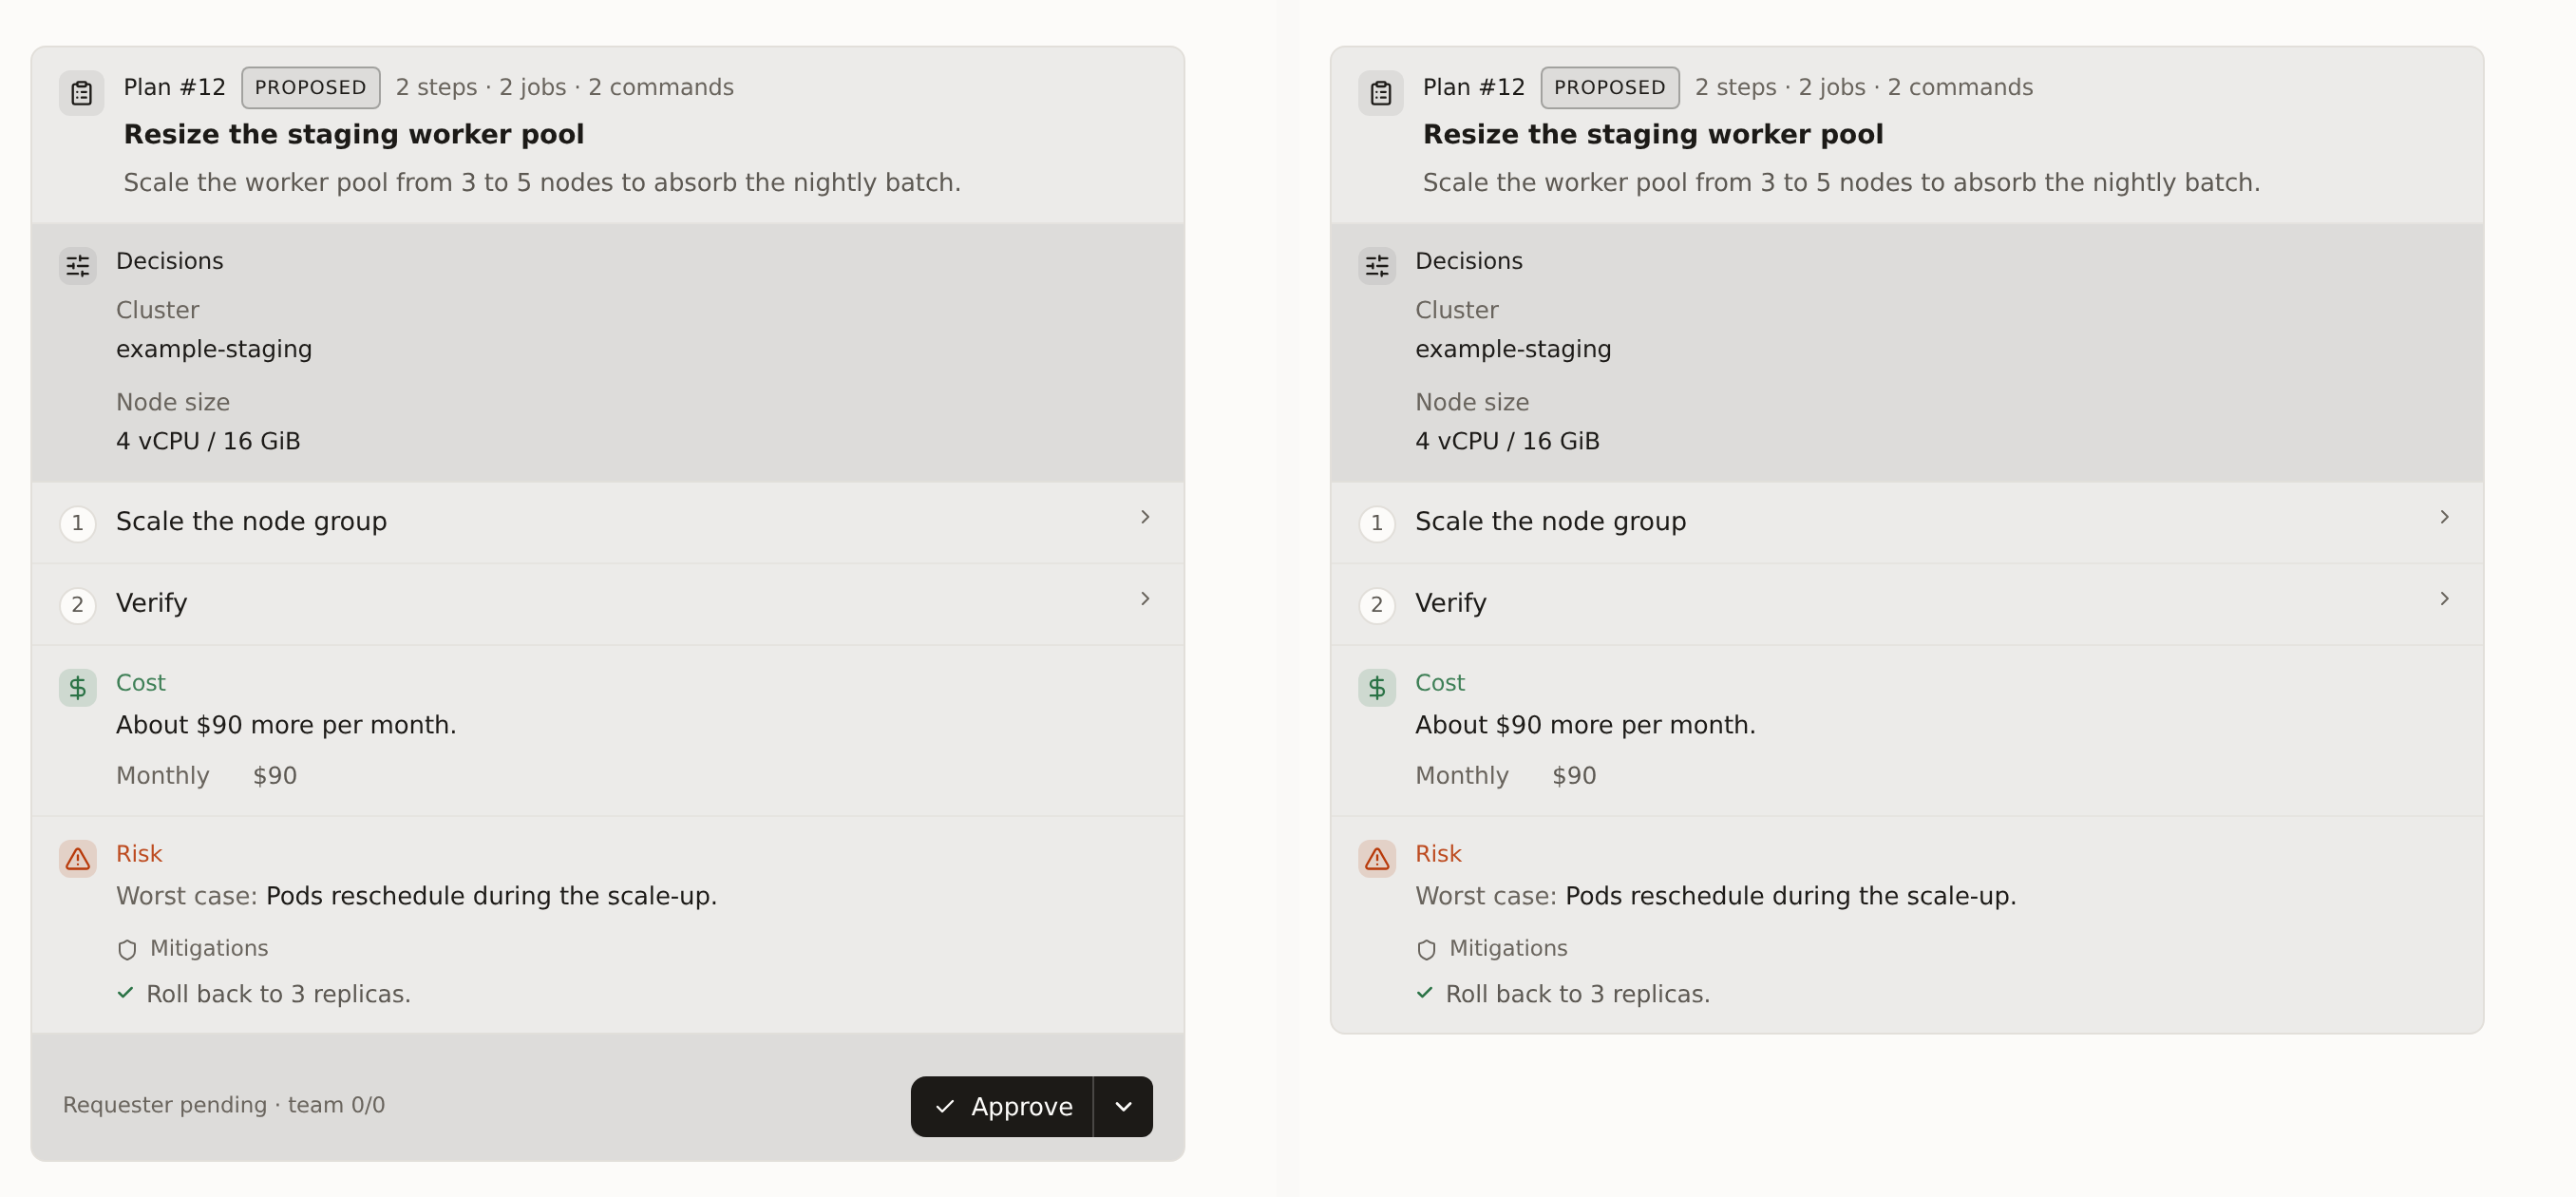 Plan #12 PROPOSED 2 steps · 2 jobs · 2 commands
Resize the staging worker pool
Scale the worker pool from 3 to 5 nodes to absorb the nightly batch.
Decisions
Cluster
example-staging
Node size
4 vCPU / 16 GiB
1 Scale the node group
2 Verify
$ Cost
About $90 more per month.
Monthly $90
Risk
Worst case: Pods reschedule during the scale-up.
Mitigations
Roll back to 3 replicas.
Requester pending · team 0/0 Approve
Plan #12 PROPOSED 2 steps · 2 jobs · 2 commands
Resize the staging worker pool
Scale the worker pool from 3 to 5 nodes to absorb the nightly batch.
Decisions
Cluster
example-staging
Node size
4 vCPU / 16 GiB
1 Scale the node group
2 Verify
$ Cost
About $90 more per month.
Monthly $90
Risk
Worst case: Pods reschedule during the scale-up.
Mitigations
Roll back to 3 replicas.